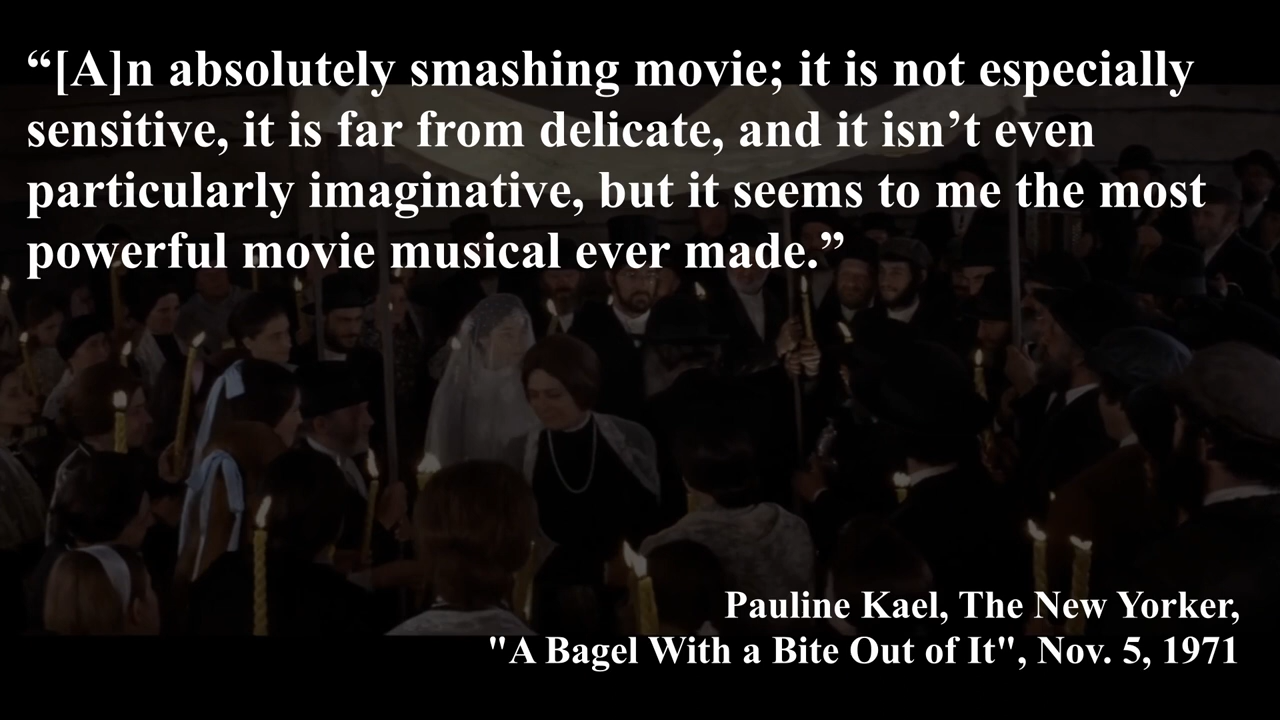 “[A]n absolutely smashing movie; it is not especially
sensitive, it is far from delicate, and it isn’t even
particularly imaginative, but it seems to me the most
powerful movie musical ever made.”
Pauline Kael, The New Yorker,
"A Bagel With a Bite Out of It", Nov. 5, 1971